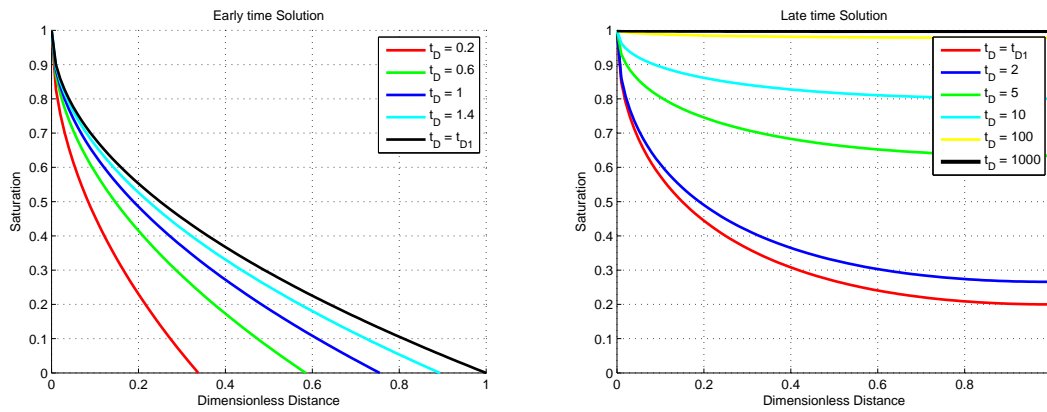 Early time Solution
1
0.9
0.8
0.7
0.6
0.5
0.4
0.3
0.2
0.1
0
Saturation
0
0.2
0.4
0.6
0.8
1
Dimensionless Distance
t_D = 0.2
t_D = 0.6
t_D = 1
t_D = 1.4
t_D = t_D1
Late time Solution
1
0.9
0.8
0.7
0.6
0.5
0.4
0.3
0.2
0.1
0
Saturation
0
0.2
0.4
0.6
0.8
Dimensionless Distance
t_D = t_D1
t_D = 2
t_D = 5
t_D = 10
t_D = 100
t_D = 1000